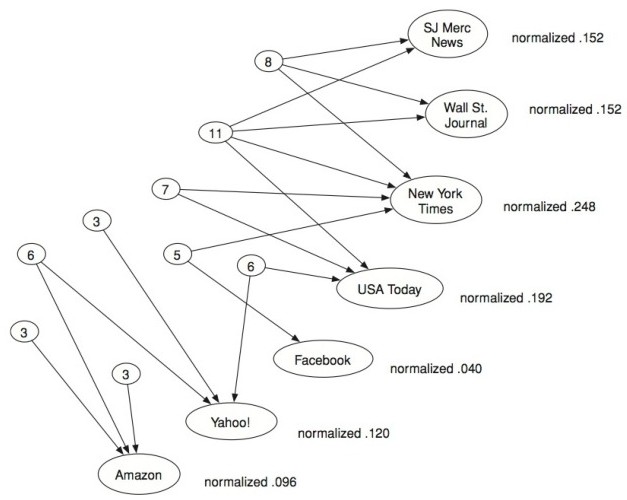 SJ Merc
News
normalized .152
8
Wall St.
Journal
normalized .152
11
7
New York
Times
normalized .248
3
6
5
6
USA Today
normalized .192
3
Facebook
normalized .040
3
Yahoo!
normalized .120
Amazon
normalized .096